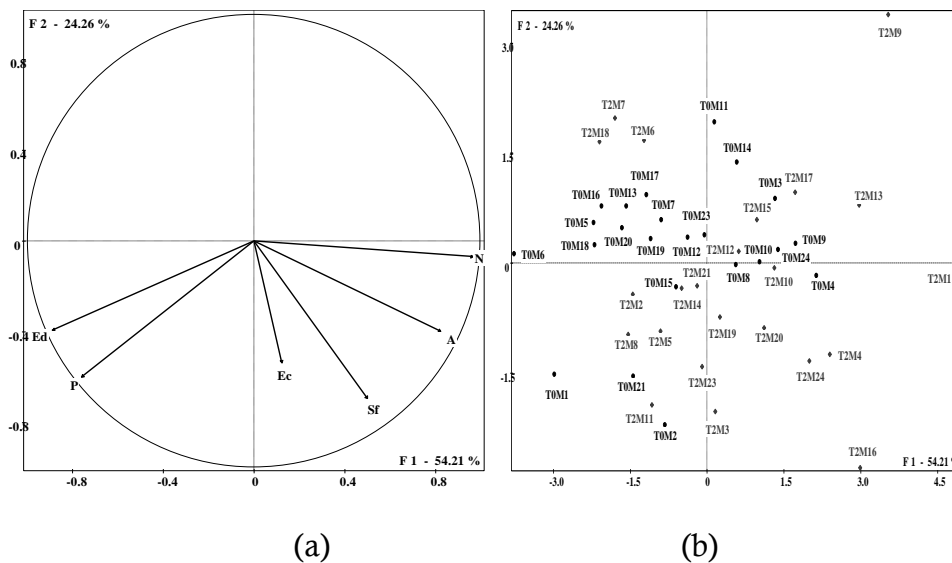 F 2 - 24.26 %
0.8
0.4
0
-0.4
-0.8
N
A
Ed
P
Ec
Sf
F 1 - 54.21 %
-0.8
-0.4
0
0.4
0.8
(a)
F 2 - 24.26 %
3.0
1.5
0
-1.5
T2M9
T2M7
T0M11
T2M18
T2M6
T0M14
T0M17
T0M3
T2M17
T0M16
T0M13
T2M13
T0M7
T2M15
T0M5
T0M23
T0M18
T0M20
T0M19
T0M12
T2M12
T0M10
T0M9
T0M6
T0M24
T0M8
T2M10
T0M4
T2M1
T2M21
T0M15
T2M2
T2M14
T2M8
T2M5
T2M19
T2M20
T2M4
T2M24
T0M1
T0M21
T2M23
T2M11
T2M3
T0M2
T2M16
F 1 - 54.21 %
-3.0
-1.5
0
1.5
3.0
4.5
(b)